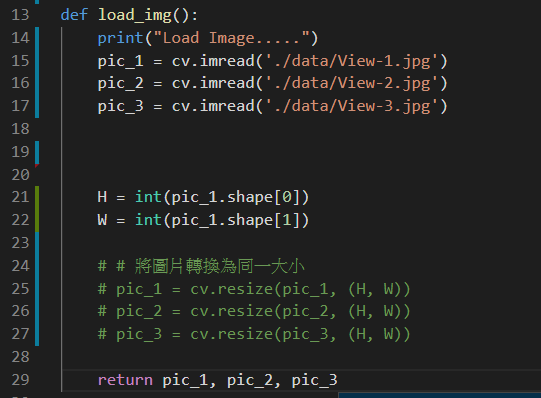 13 def load_img():
14     print("Load Image.....")
15     pic_1 = cv.imread('./data/View-1.jpg')
16     pic_2 = cv.imread('./data/View-2.jpg')
17     pic_3 = cv.imread('./data/View-3.jpg')
18
19
20
21     H = int(pic_1.shape[0])
22     W = int(pic_1.shape[1])
23
24     # # 將圖片轉換為同一大小
25     # pic_1 = cv.resize(pic_1, (H, W))
26     # pic_2 = cv.resize(pic_2, (H, W))
27     # pic_3 = cv.resize(pic_3, (H, W))
28
29     return pic_1, pic_2, pic_3